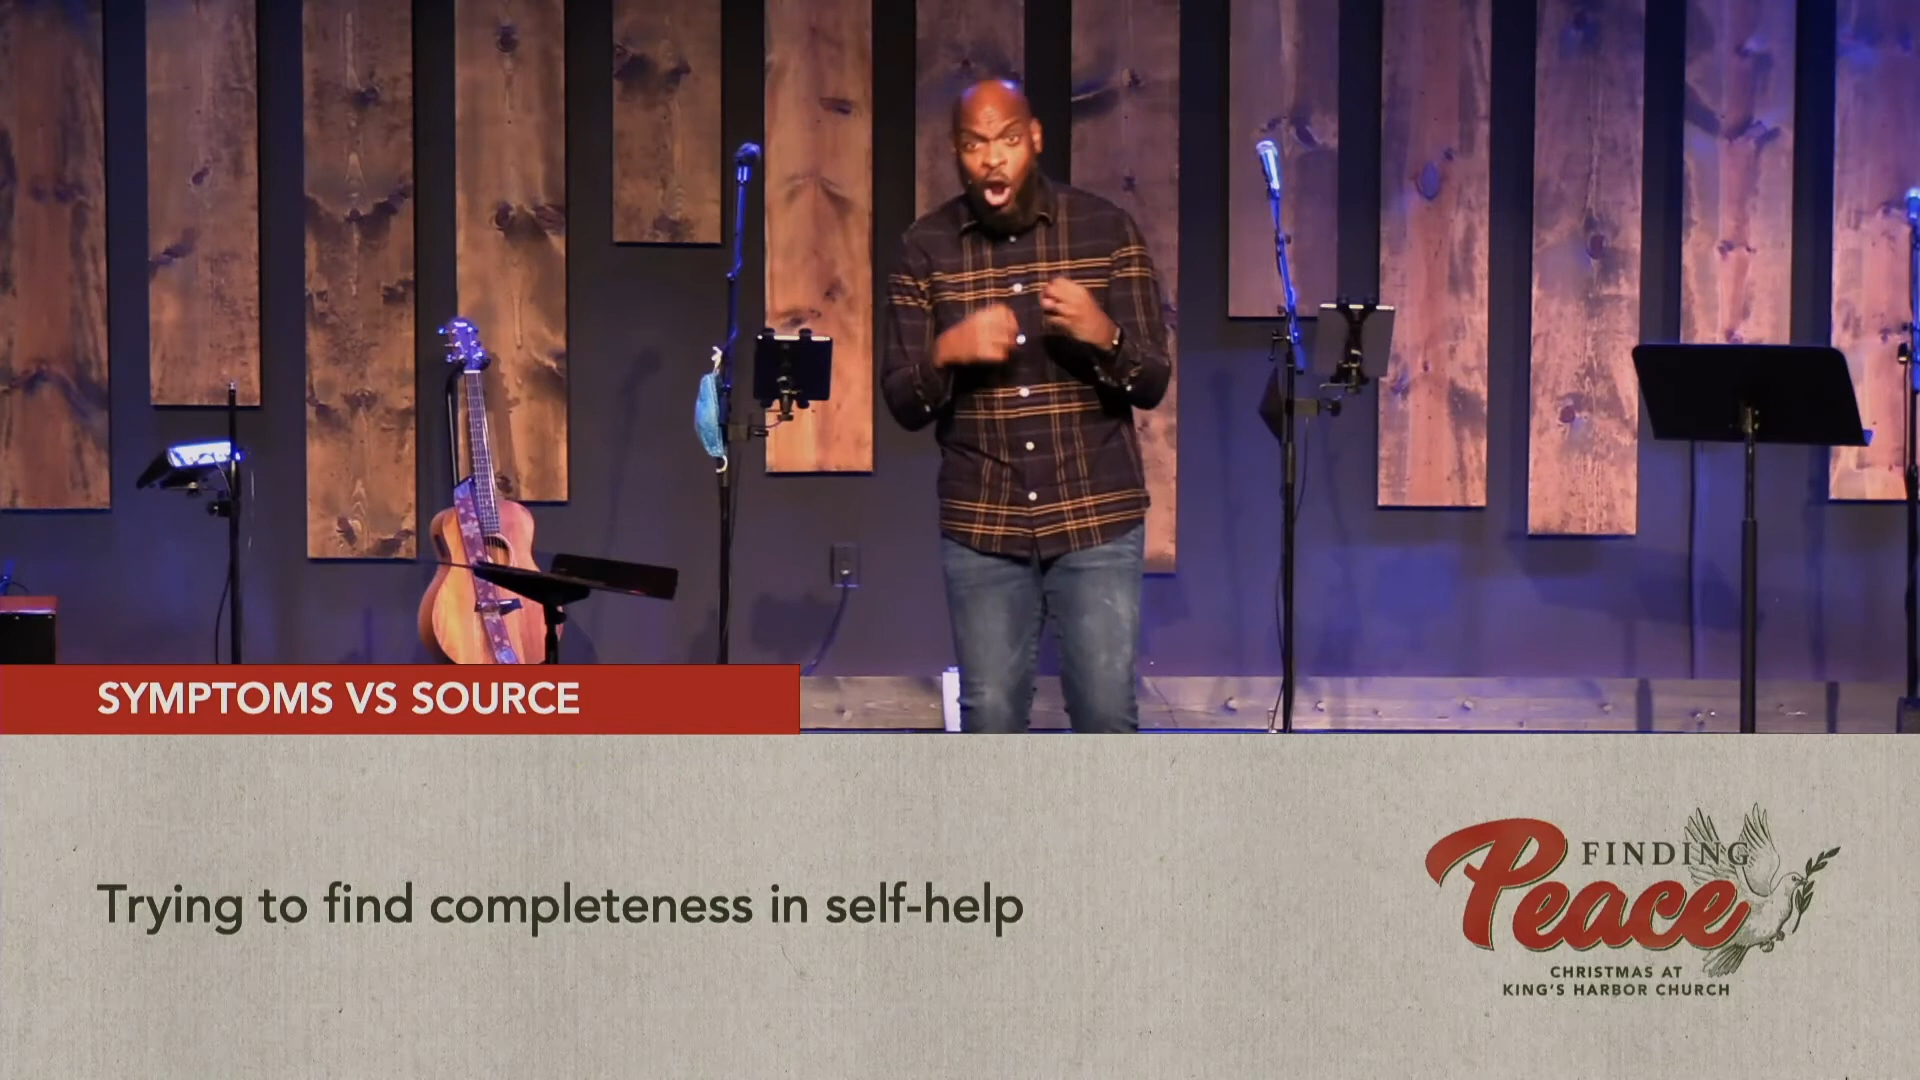 SYMPTOMS VS SOURCE
Trying to find completeness in self-help
FINDING
Peace
CHRISTMAS AT
KING'S HARBOR CHURCH